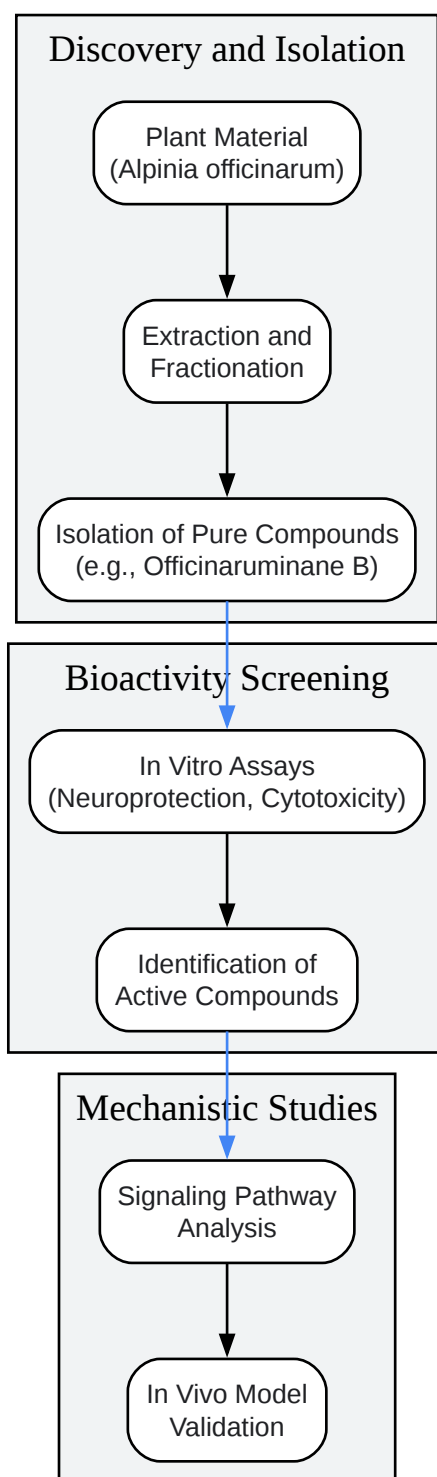 Discovery and Isolation
Plant Material
(Alpinia officinarum)
Extraction and
Fractionation
Isolation of Pure Compounds
(e.g., Officinaruminane B)
Bioactivity Screening
In Vitro Assays
(Neuroprotection, Cytotoxicity)
Identification of
Active Compounds
Mechanistic Studies
Signaling Pathway
Analysis
In Vivo Model
Validation